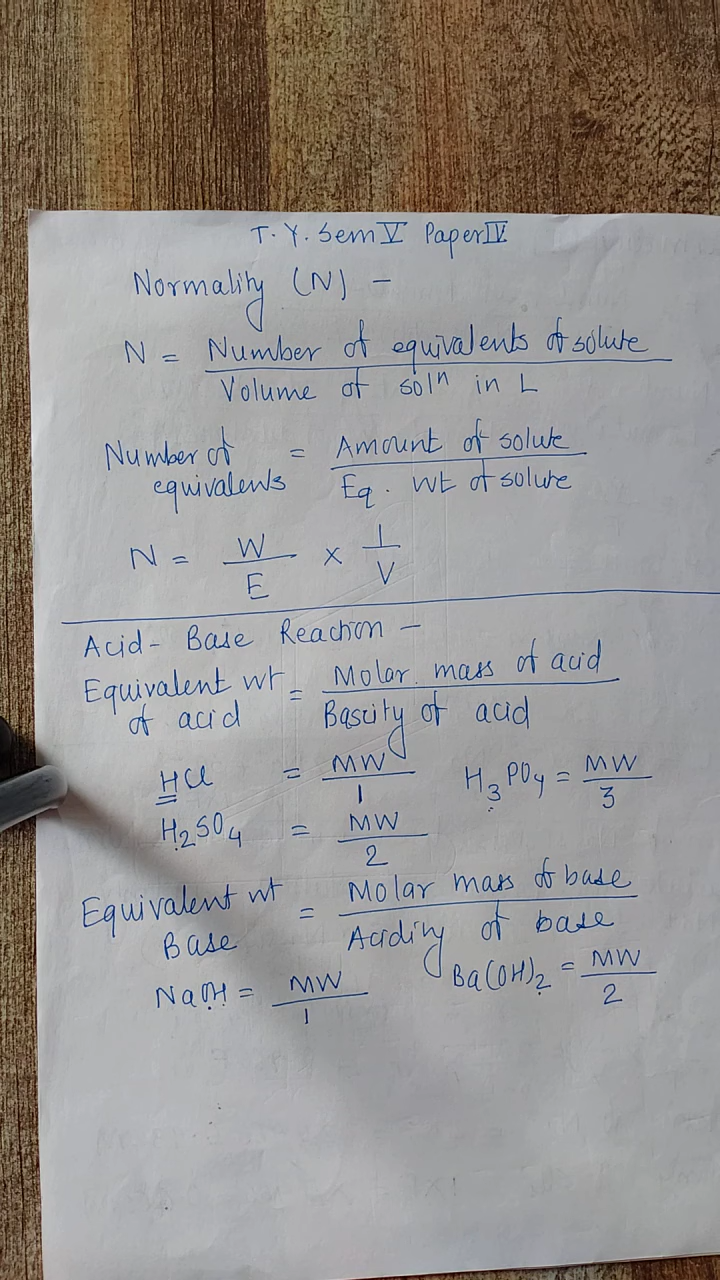 T. Y. Sem V Paper IV
Normality (N) -
N = Number of equivalents of solute
Volume of solⁿ in L
Number of equivalents = Amount of solute
Eq. wt of solute
N = W/E × 1/V
Acid - Base Reaction -
Equivalent wt of acid = Molar mass of acid
Bascity of acid
HCl = MW/1 H₃PO₄ = MW/3
H₂SO₄ = MW/2
Equivalent wt Base = Molar mass of base
Acidity of base
NaOH = MW/1 Ba(OH)₂ = MW/2